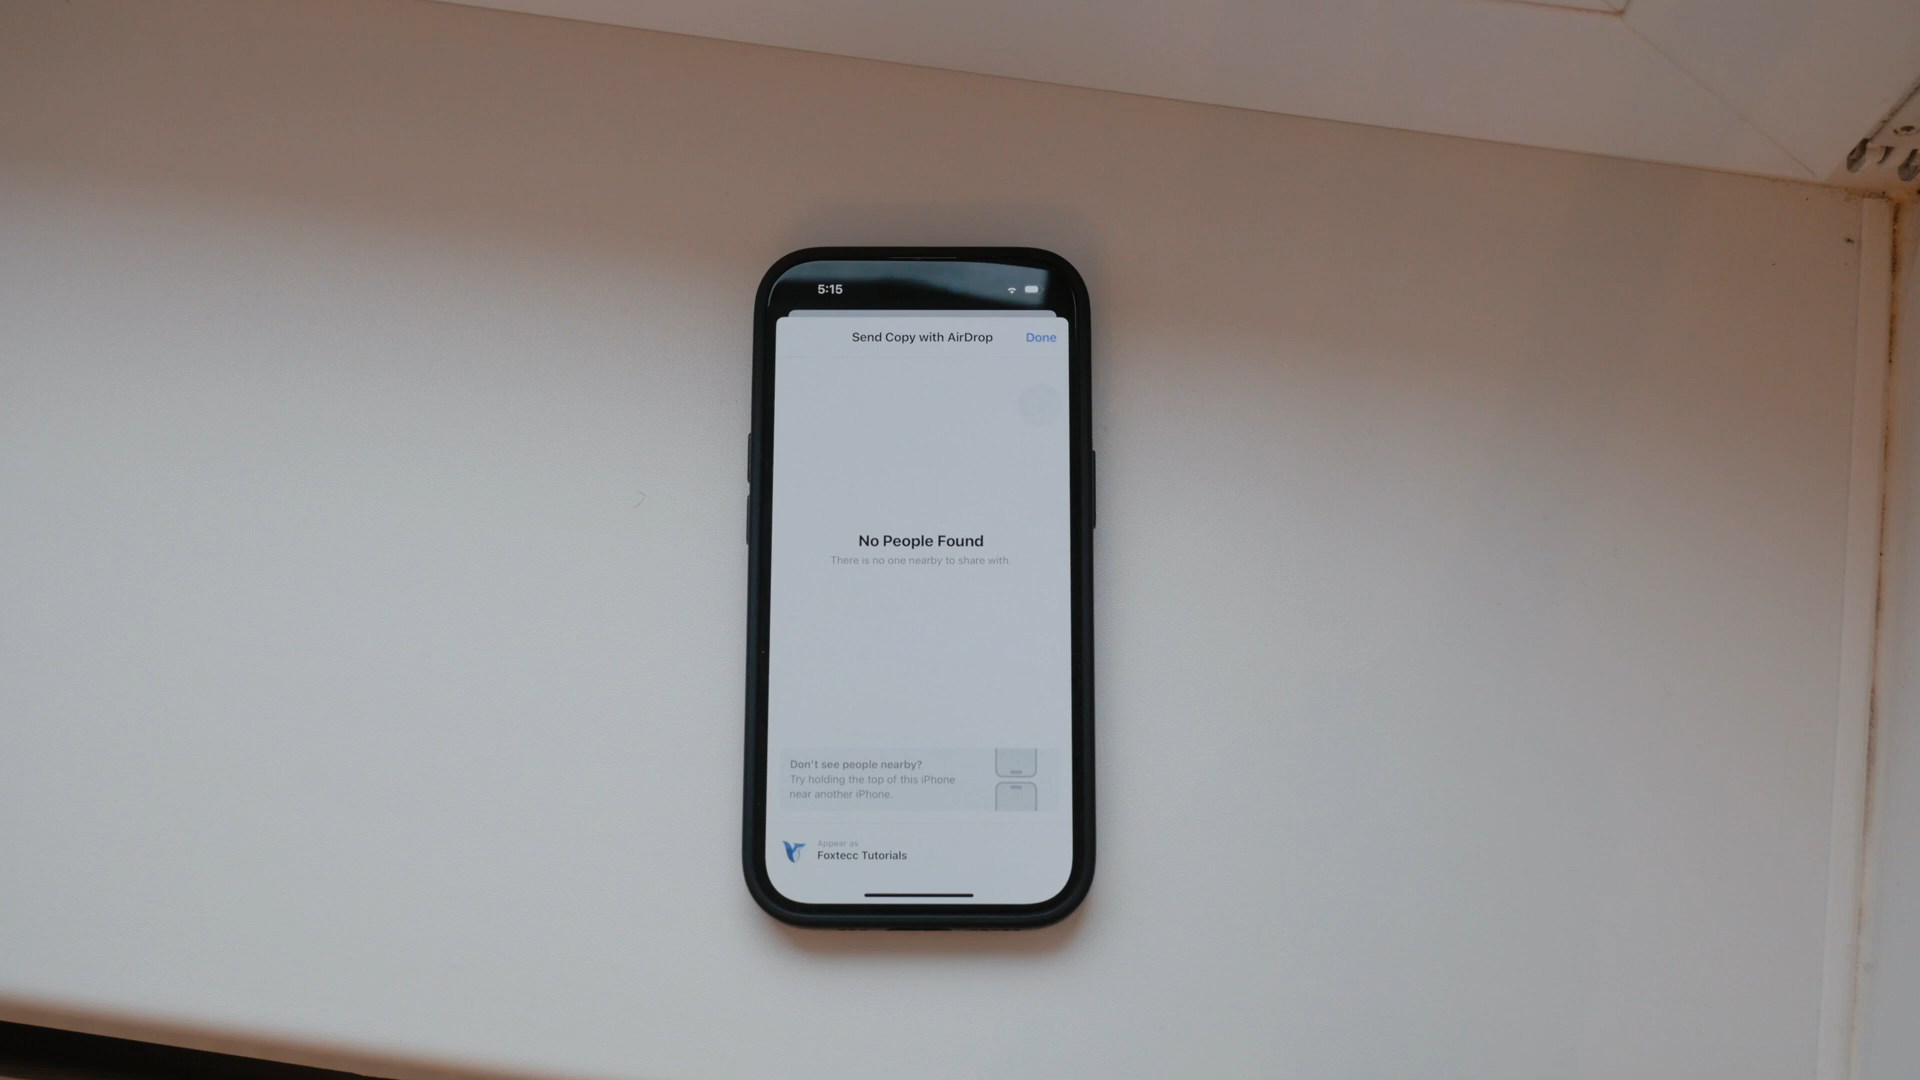 5:15
Send Copy with AirDrop
Done
No People Found
There is no one nearby to share with.
Don't see people nearby?
Try holding the top of this iPhone
near another iPhone.
Appear as
Foxtecc Tutorials